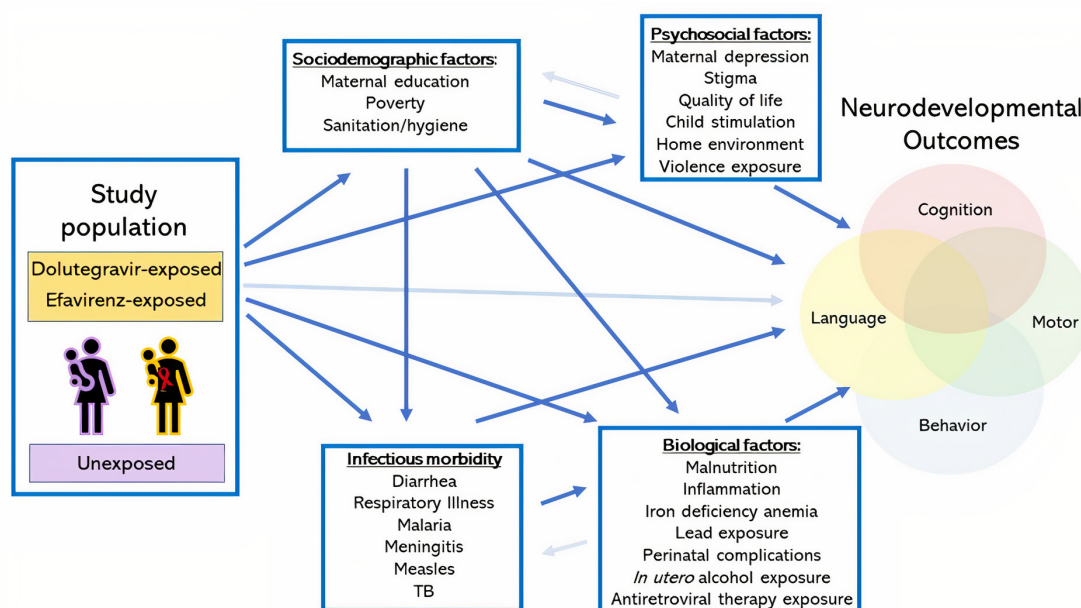 Study
population
Dolutegravir-exposed
Efavirenz-exposed
Unexposed
Sociodemographic factors:
Maternal education
Poverty
Sanitation/hygiene
Psychosocial factors:
Maternal depression
Stigma
Quality of life
Child stimulation
Home environment
Violence exposure
Infectious morbidity
Diarrhea
Respiratory Illness
Malaria
Meningitis
Measles
TB
Biological factors:
Malnutrition
Inflammation
Iron deficiency anemia
Lead exposure
Perinatal complications
In utero alcohol exposure
Antiretroviral therapy exposure
Neurodevelopmental
Outcomes
Cognition
Language
Motor
Behavior